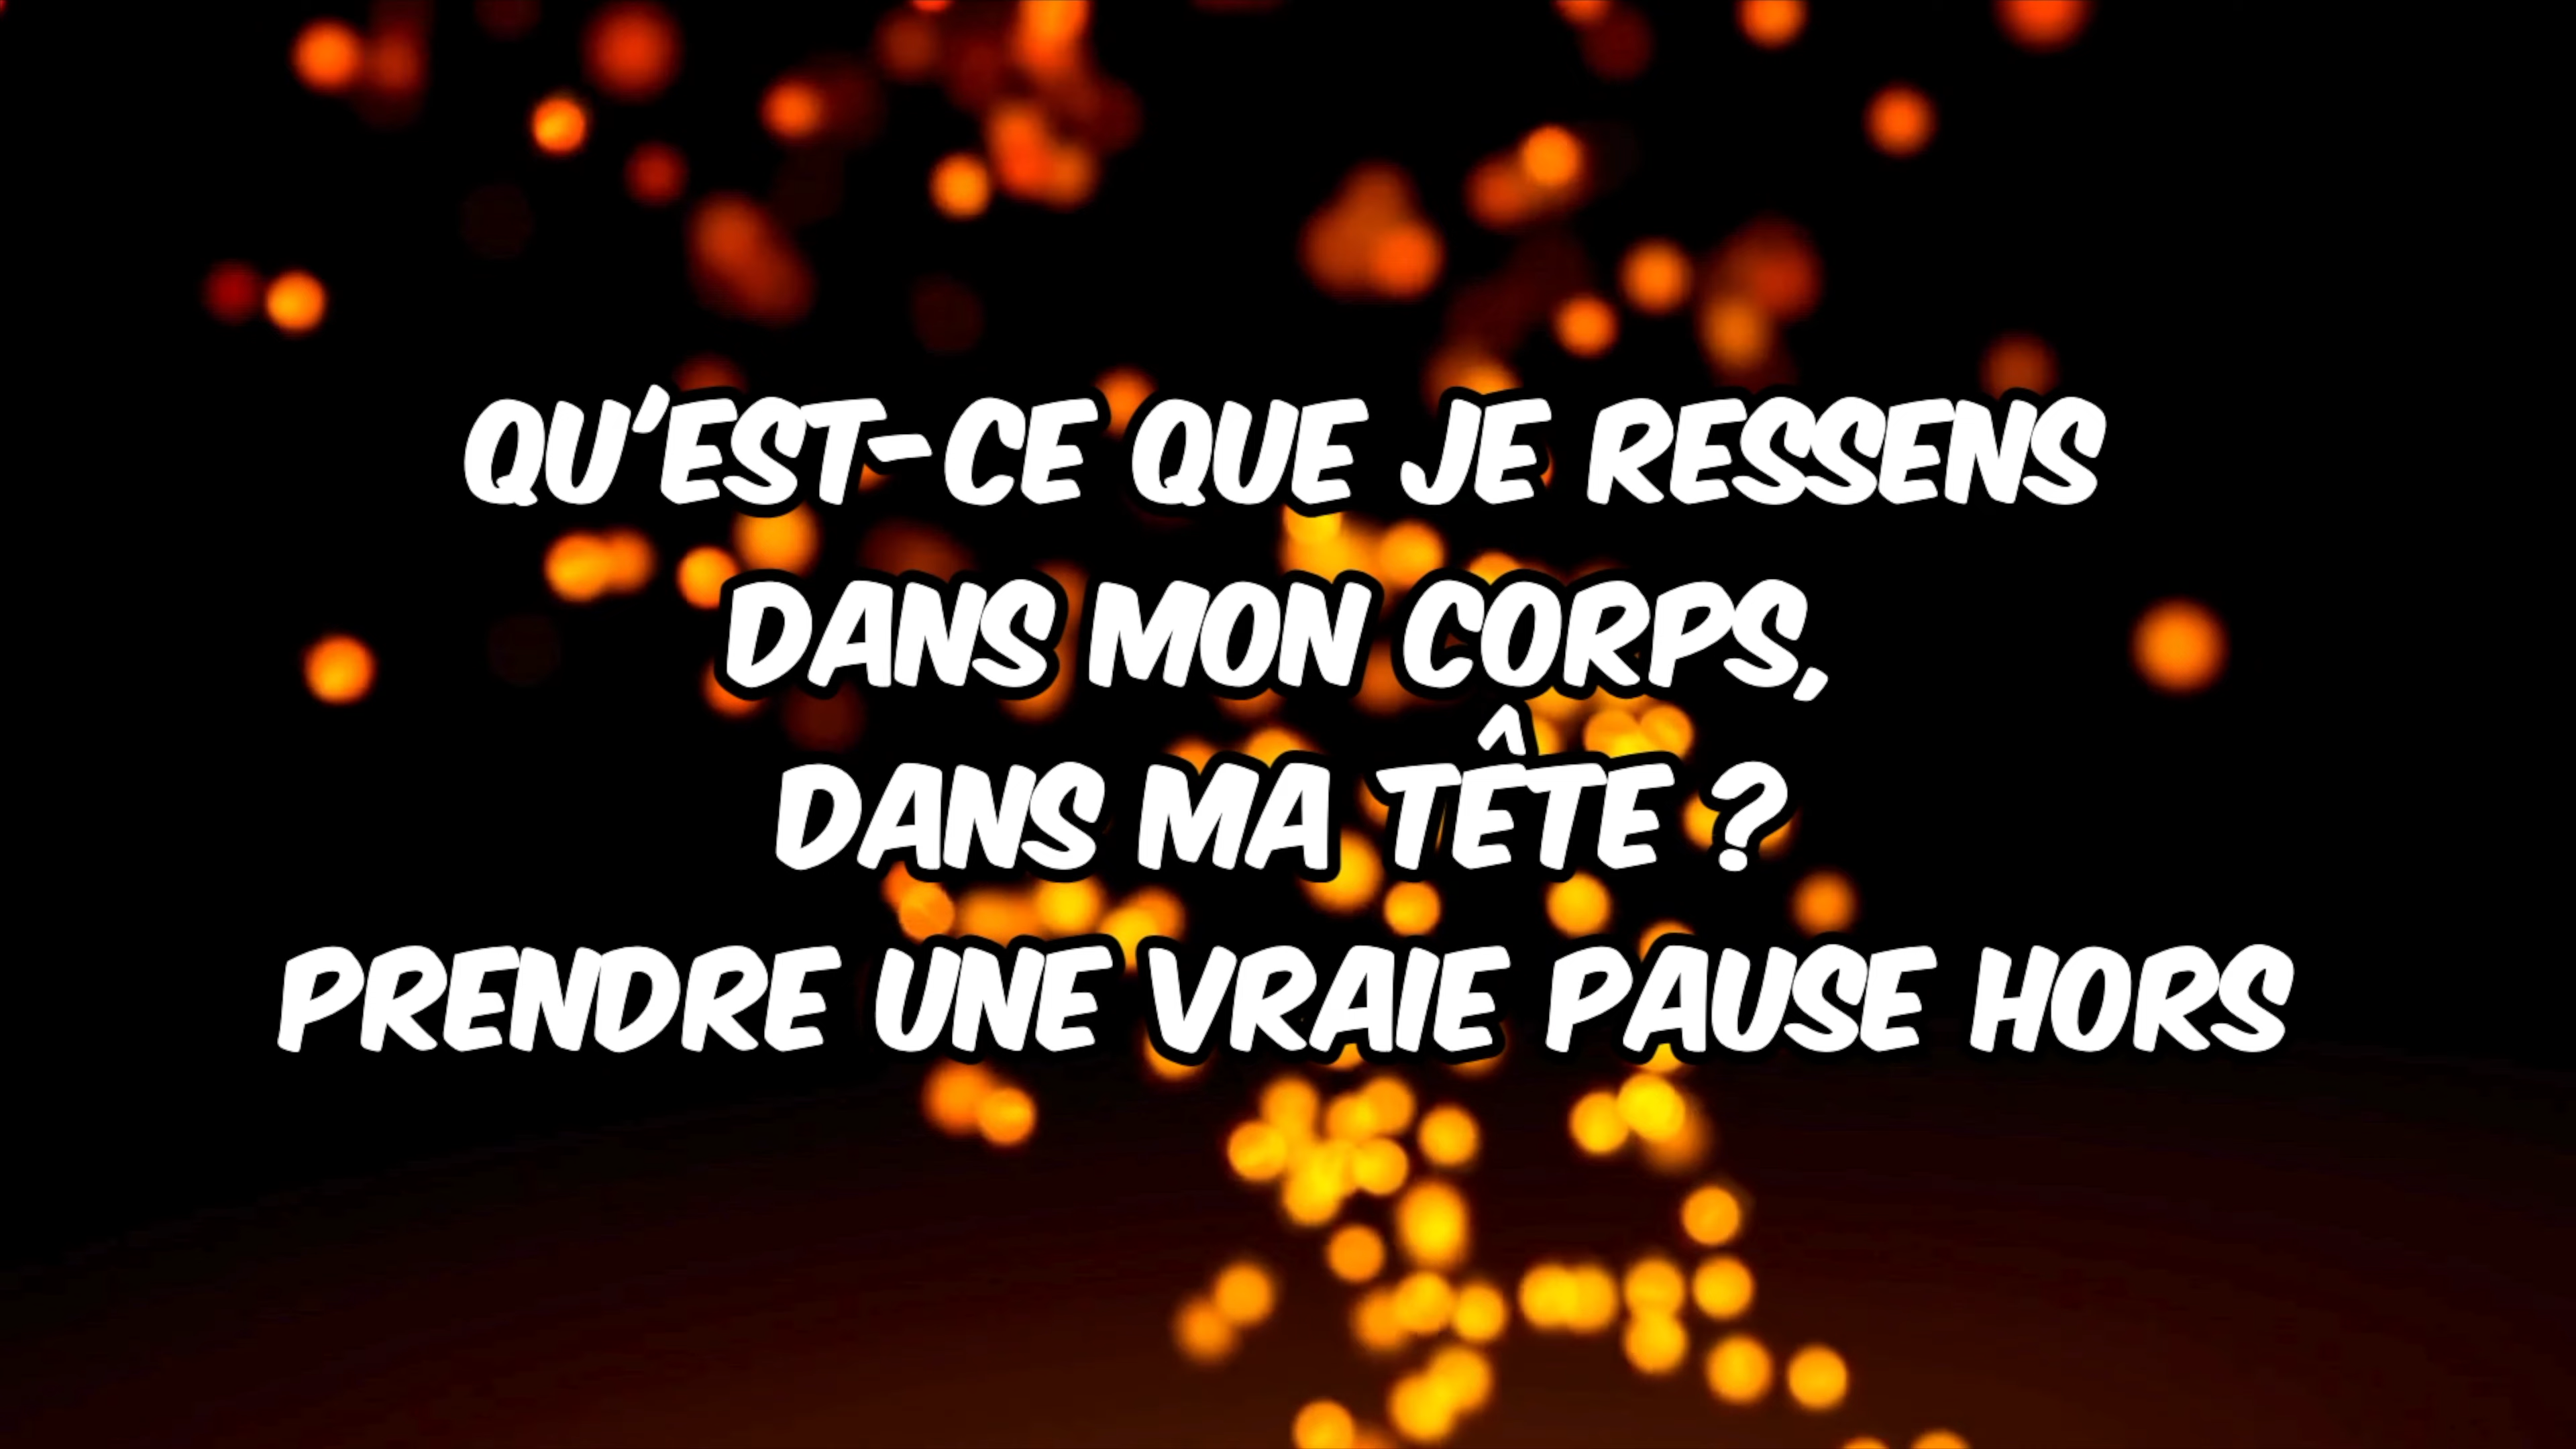 QU'EST-CE QUE JE RESSENS
DANS MON CORPS,
DANS MA TÊTE ?
PRENDRE UNE VRAIE PAUSE HORS